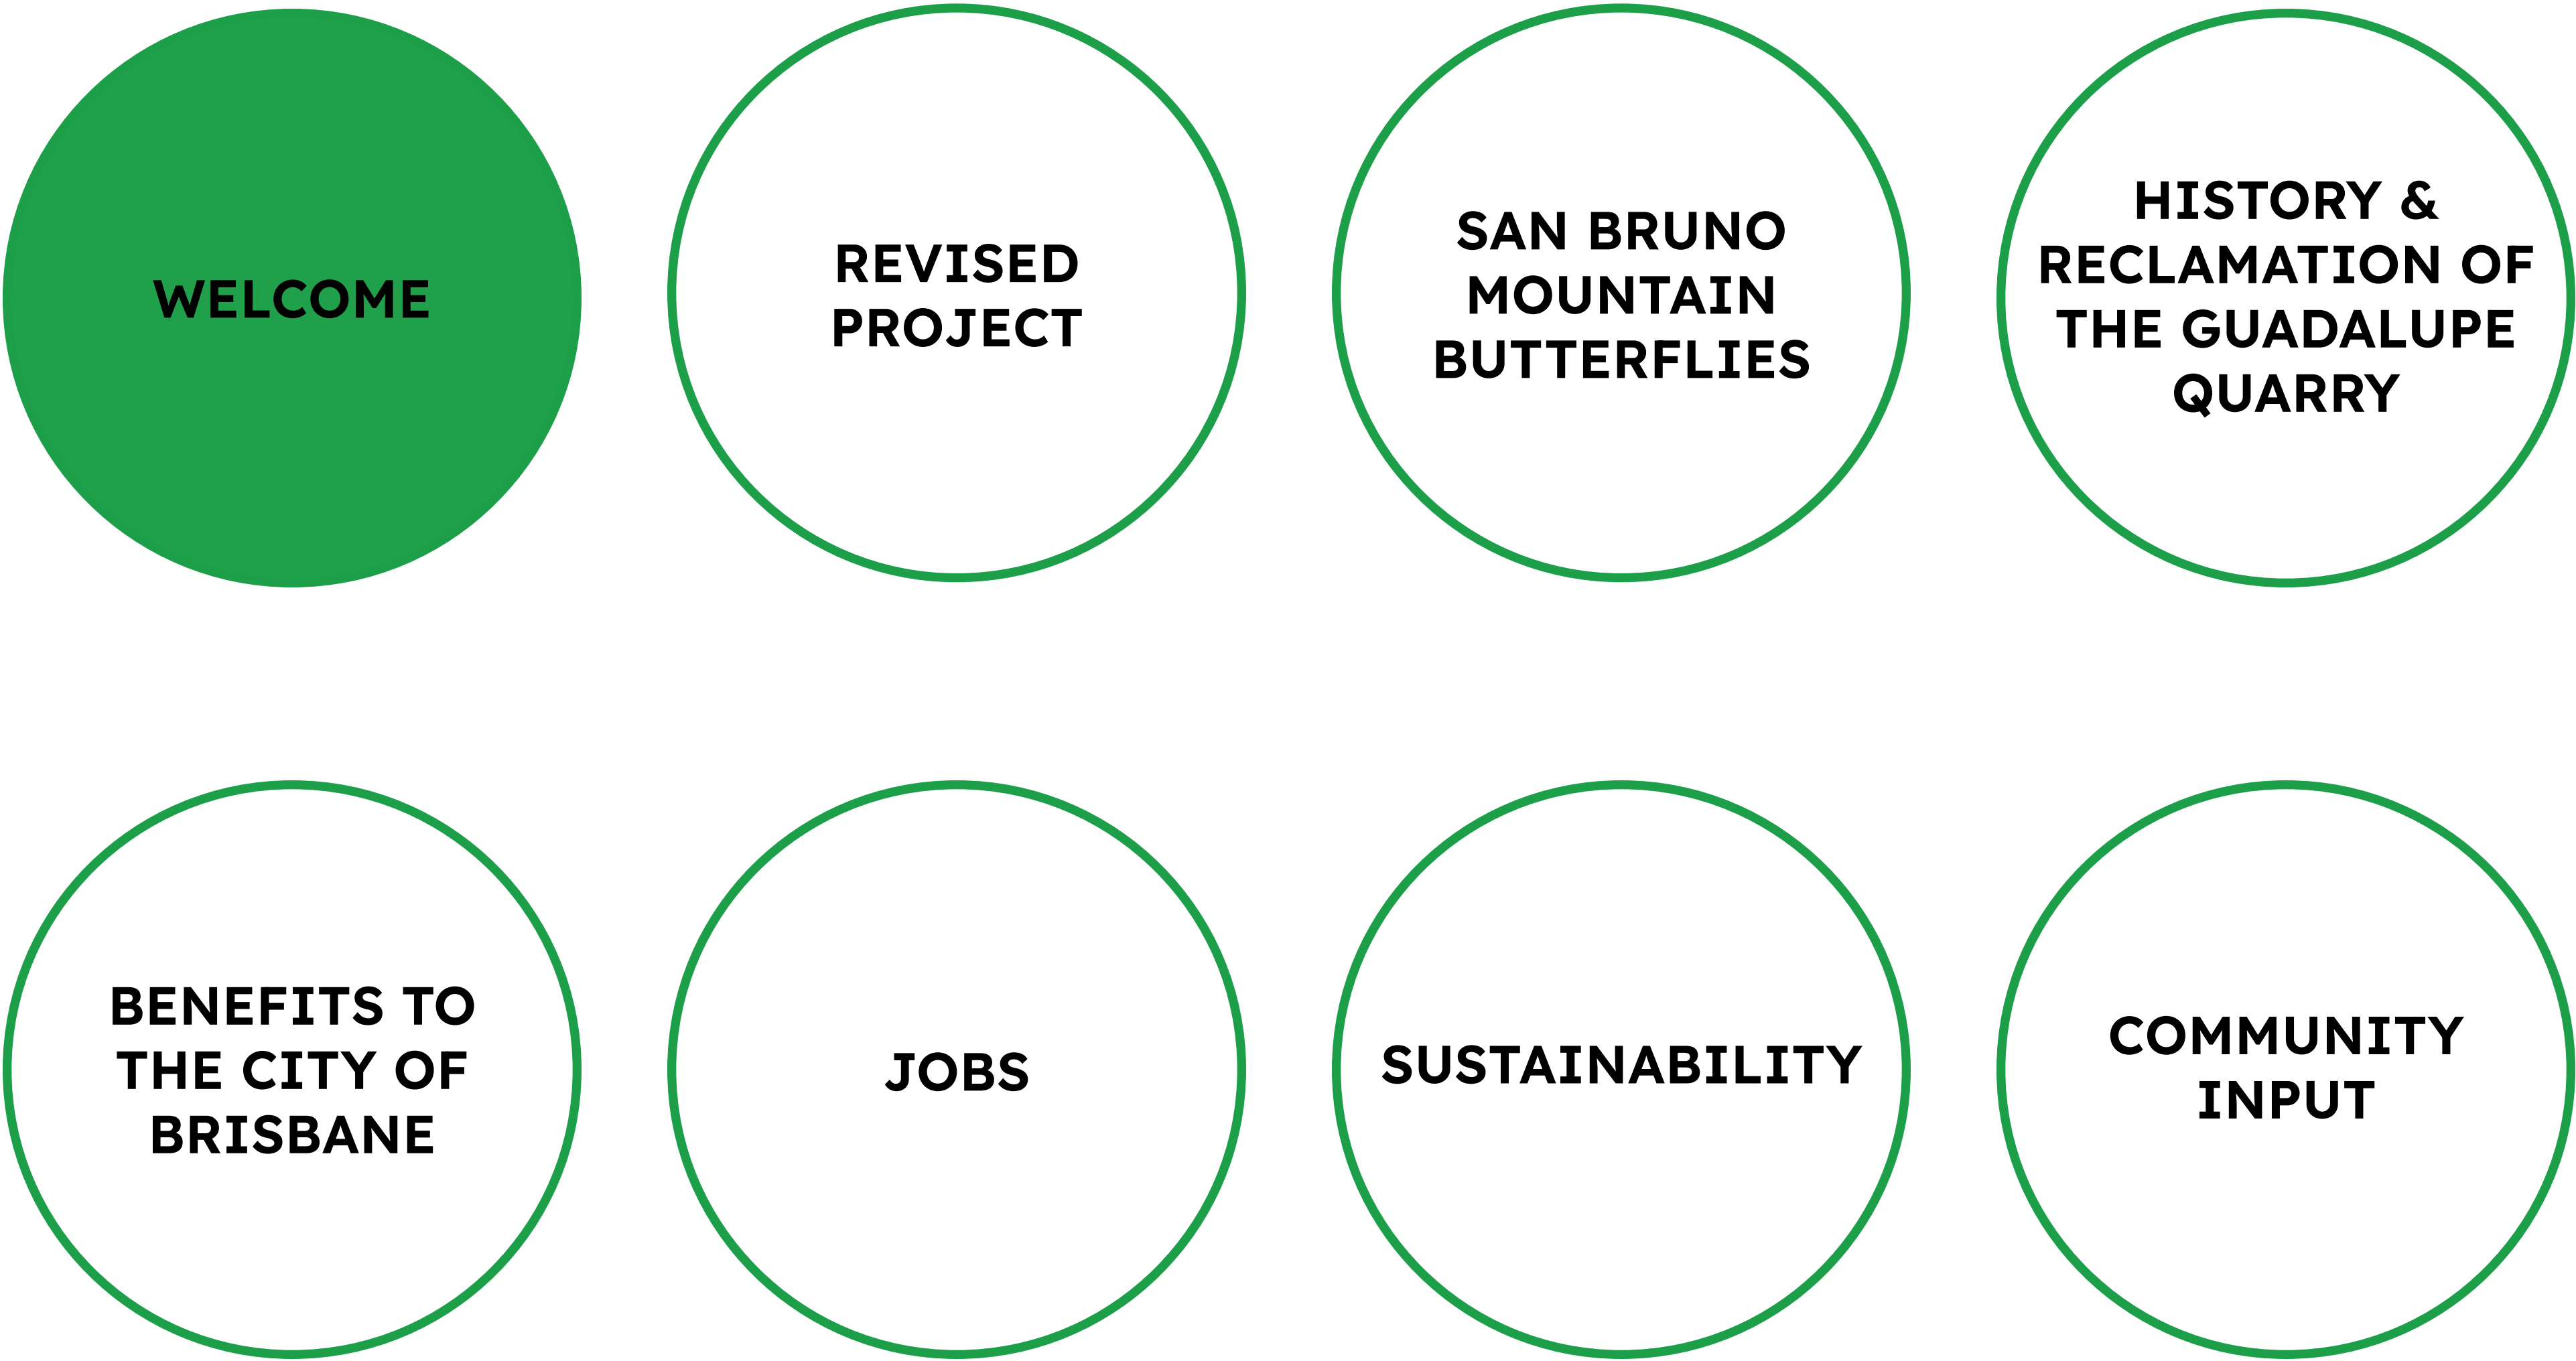 WELCOME
REVISED
PROJECT
SAN BRUNO
MOUNTAIN
BUTTERFLIES
HISTORY &
RECLAMATION OF
THE GUADALUPE
QUARRY
BENEFITS TO
THE CITY OF
BRISBANE
JOBS
SUSTAINABILITY
COMMUNITY
INPUT